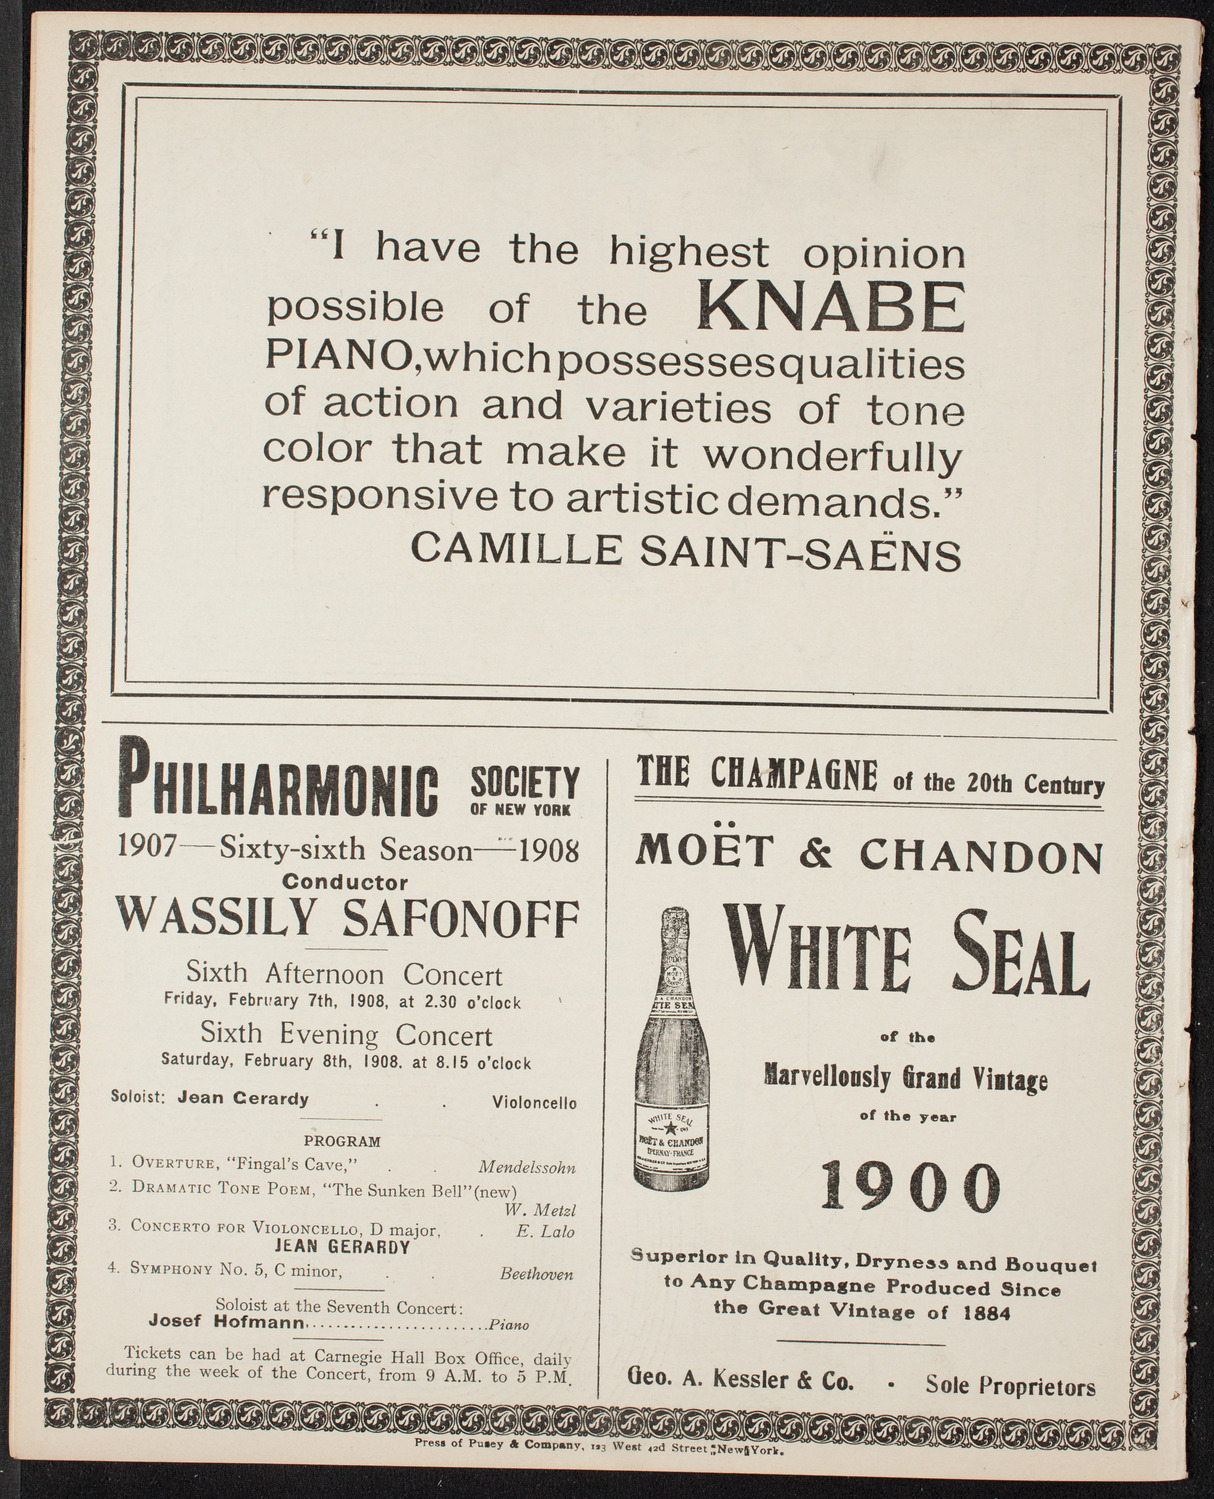 “I have the highest opinion
possible of the KNABE
PIANO, which possesses qualities
of action and varieties of tone
color that make it wonderfully
responsive to artistic demands.”
CAMILLE SAINT-SAËNS
PHILHARMONIC SOCIETY
OF NEW YORK
1907—Sixty-sixth Season—1908
Conductor
WASSILY SAFONOFF
Sixth Afternoon Concert
Friday, February 7th, 1908, at 2.30 o'clock
Sixth Evening Concert
Saturday, February 8th, 1908. at 8.15 o'clock
Soloist: Jean Gerardy . . Violoncello
PROGRAM
1. OVERTURE, “Fingal's Cave,” . . Mendelssohn
2. DRAMATIC TONE POEM, “The Sunken Bell” (new)
W. Metzl
3. CONCERTO FOR VIOLONCELLO, D major, . E. Lalo
JEAN GERARDY
4. SYMPHONY No. 5, C minor, . . Beethoven
Soloist at the Seventh Concert:
Josef Hofmann........................Piano
Tickets can be had at Carnegie Hall Box Office, daily
during the week of the Concert, from 9 A.M. to 5 P.M.
THE CHAMPAGNE of the 20th Century
MOËT & CHANDON
WHITE SEAL
of the
Marvellously Grand Vintage
of the year
1900
& CHANDON
TE SEA
WHITE SEAL
MOËT & CHANDON
EPERNAY-FRANCE
Superior in Quality, Dryness and Bouquet
to Any Champagne Produced Since
the Great Vintage of 1884
Geo. A. Kessler & Co. · Sole Proprietors
Press of Pusey & Company, 123 West 42d Street, New York.